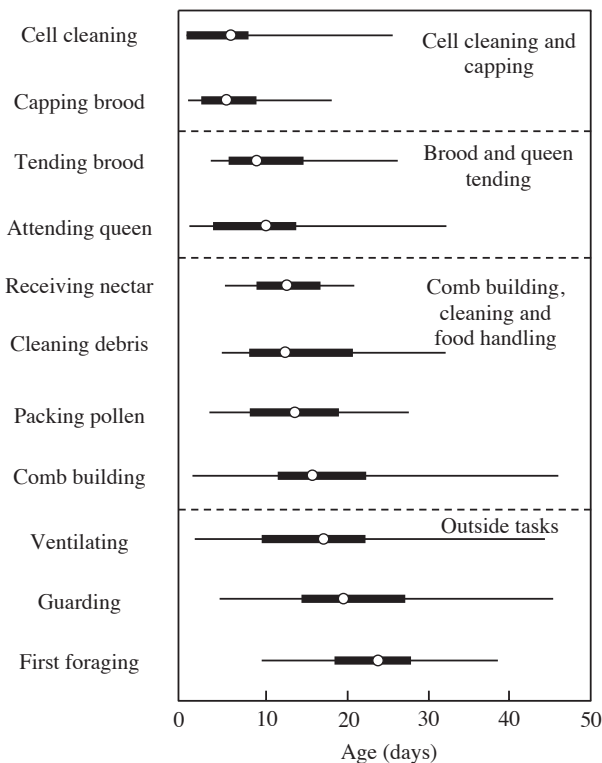 Cell cleaning
Cell cleaning and
capping
Capping brood
Tending brood
Brood and queen
tending
Attending queen
Receiving nectar
Comb building,
cleaning and
food handling
Cleaning debris
Packing pollen
Comb building
Outside tasks
Ventilating
Guarding
First foraging
0 10 20 30 40 50
Age (days)